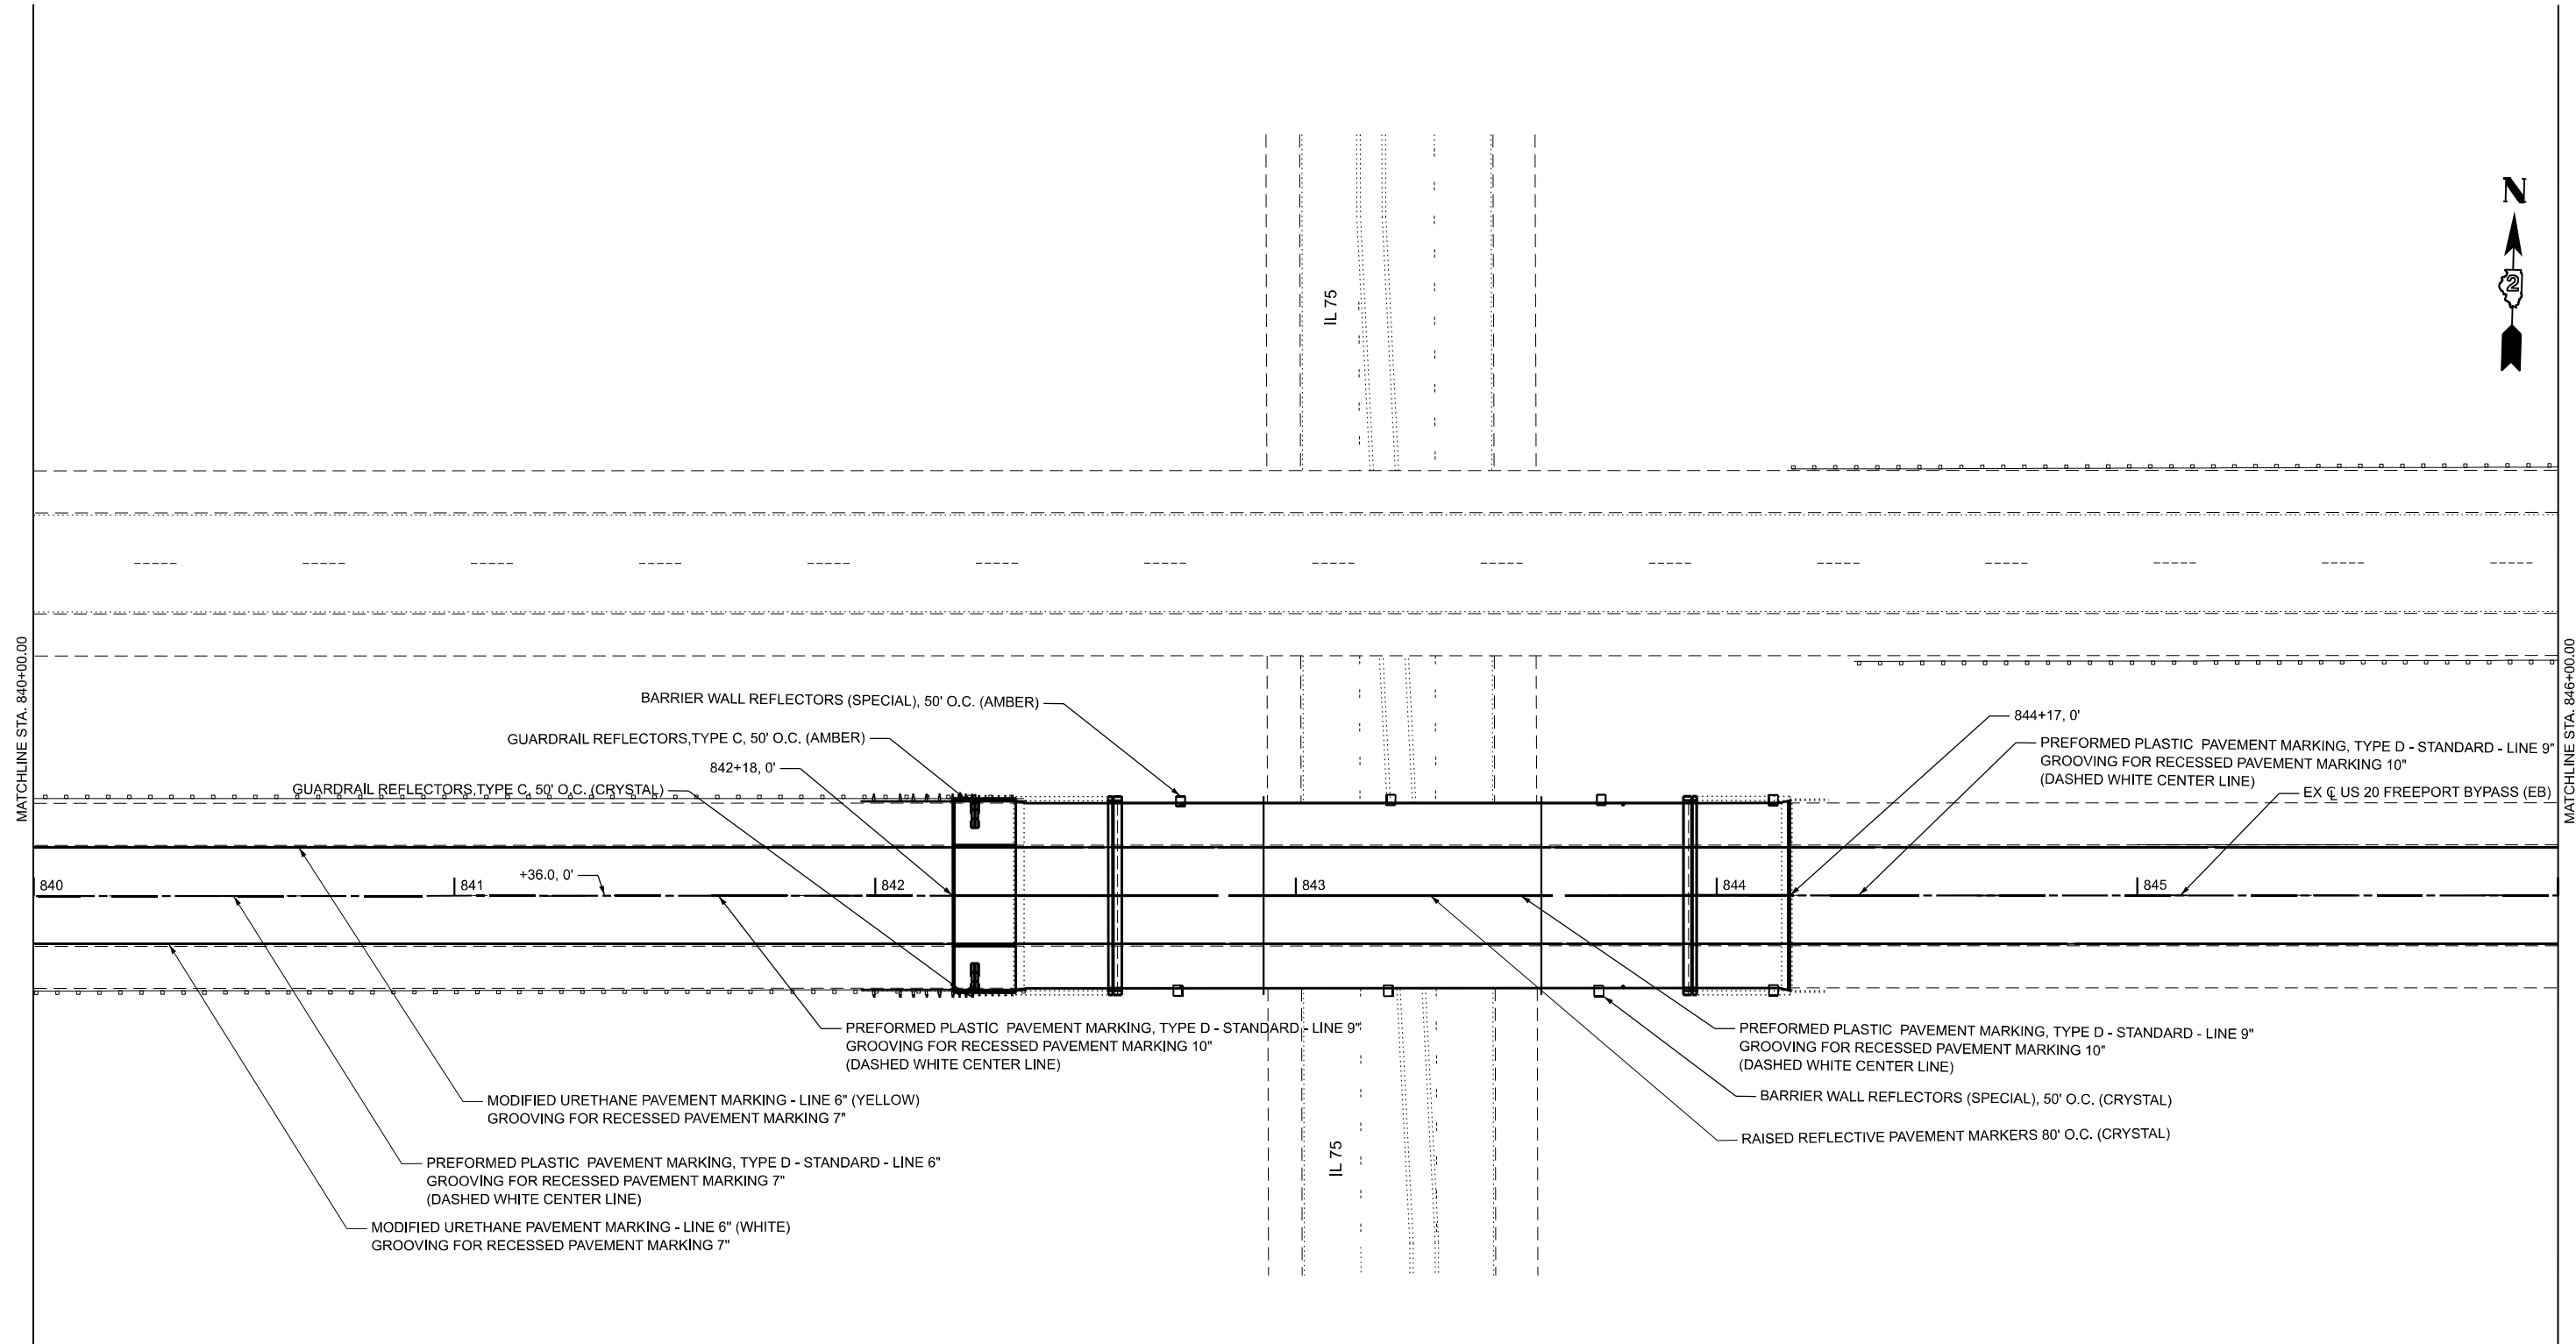 N
2
IL 75
MATCHLINE STA. 840+00.00
MATCHLINE STA. 846+00.00
BARRIER WALL REFLECTORS (SPECIAL), 50' O.C. (AMBER)
844+17, 0'
GUARDRAIL REFLECTORS,TYPE C, 50' O.C. (AMBER)
PREFORMED PLASTIC PAVEMENT MARKING, TYPE D - STANDARD - LINE 9"
GROOVING FOR RECESSED PAVEMENT MARKING 10"
(DASHED WHITE CENTER LINE)
842+18, 0'
GUARDRAIL REFLECTORS,TYPE C, 50' O.C. (CRYSTAL)
EX ℄ US 20 FREEPORT BYPASS (EB)
+36.0, 0'
840
841
842
843
844
845
PREFORMED PLASTIC PAVEMENT MARKING, TYPE D - STANDARD - LINE 9"
GROOVING FOR RECESSED PAVEMENT MARKING 10"
(DASHED WHITE CENTER LINE)
PREFORMED PLASTIC PAVEMENT MARKING, TYPE D - STANDARD - LINE 9"
GROOVING FOR RECESSED PAVEMENT MARKING 10"
(DASHED WHITE CENTER LINE)
MODIFIED URETHANE PAVEMENT MARKING - LINE 6" (YELLOW)
GROOVING FOR RECESSED PAVEMENT MARKING 7"
BARRIER WALL REFLECTORS (SPECIAL), 50' O.C. (CRYSTAL)
RAISED REFLECTIVE PAVEMENT MARKERS 80' O.C. (CRYSTAL)
IL 75
PREFORMED PLASTIC PAVEMENT MARKING, TYPE D - STANDARD - LINE 6"
GROOVING FOR RECESSED PAVEMENT MARKING 7"
(DASHED WHITE CENTER LINE)
MODIFIED URETHANE PAVEMENT MARKING - LINE 6" (WHITE)
GROOVING FOR RECESSED PAVEMENT MARKING 7"